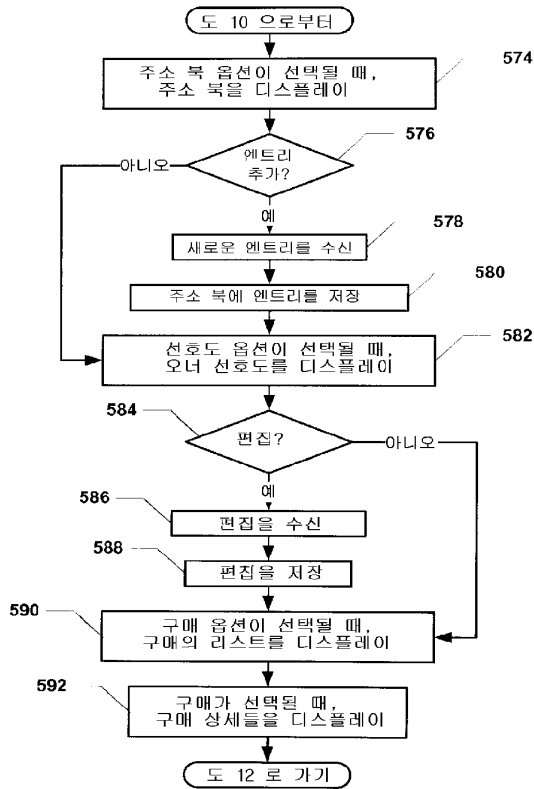 도 10 으로부터
주소 북 옵션이 선택될 때,
주소 북을 디스플레이
574
엔트리
추가?
576
아니오
예
새로운 엔트리를 수신
578
주소 북에 엔트리를 저장
580
선호도 옵션이 선택될 때,
오너 선호도를 디스플레이
582
584
편집?
아니오
예
586
편집을 수신
588
편집을 저장
590
구매 옵션이 선택될 때,
구매의 리스트를 디스플레이
592
구매가 선택된 때,
구매 상세들을 디스플레이
도 12 로 가기